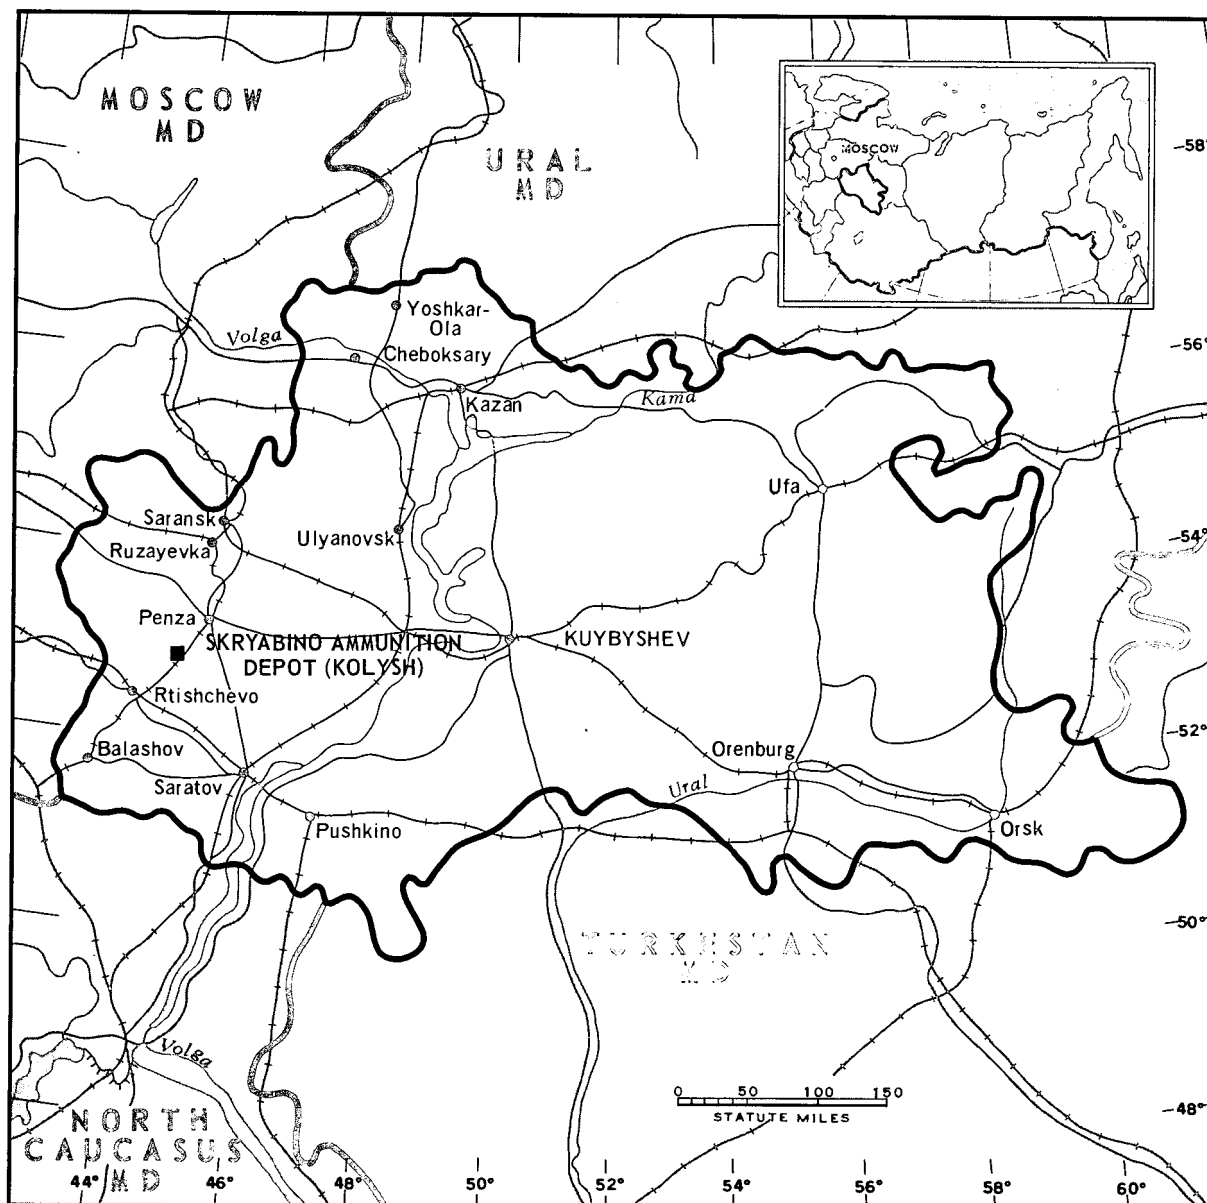 MOSCOW
MD
URAL
MD
MOSCOW
58°
Yoshkar-
Ola
Volga
Cheboksary
56°
Kazan
Kama
Ufa
Saransk
Ulyanovsk
54°
Ruzayevka
Penza
SKRYABINO AMMUNITION
DEPOT (KOLYSH)
KUYBYSHEV
Rtishchevo
52°
Balashov
Orenburg
Saratov
Ural
Pushkino
Orsk
50°
TURKESTAN
MD
Volga
0 50 100 150
STATUTE MILES
48°
NORTH
CAUCASUS
MD
44° 46° 48° 50° 52° 54° 56° 58° 60°